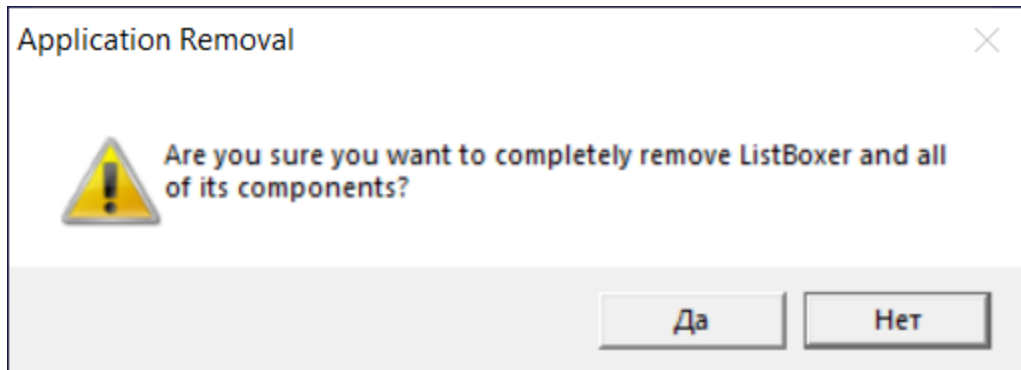 Application Removal
Are you sure you want to completely remove ListBoxer and all
of its components?
Да
Нет